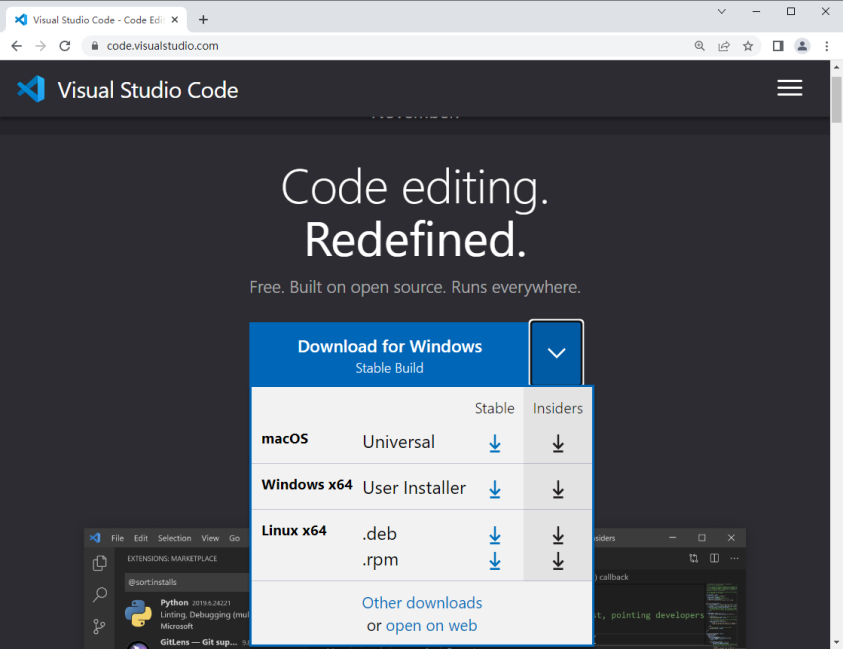 Visual Studio Code - Code Edi
code.visualstudio.com
Visual Studio Code
November
Code editing.
Redefined.
Free. Built on open source. Runs everywhere.
Download for Windows
Stable Build
Stable Insiders
macOS Universal
Windows x64 User Installer
Linux x64 .deb
.rpm
Other downloads
or open on web
File Edit Selection View Go
EXTENSIONS: MARKETPLACE
@sort:installs
) callback
Python 2019.6.24221
Linting, Debugging (mul
st, pointing developers
Microsoft
GitLens — Git sup... 9.8